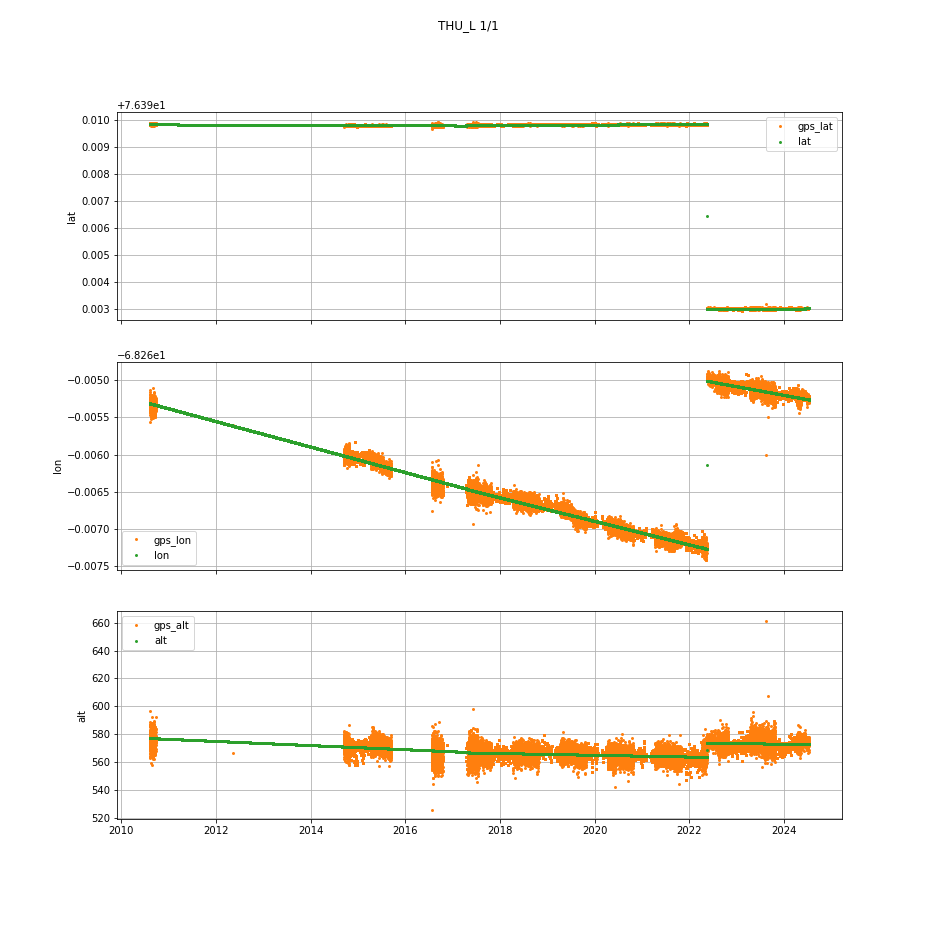 THU_L 1/1
+7.639e1
0.010
0.009
0.008
0.007
0.006
0.005
0.004
0.003
lat
gps_lat
lat
−6.826e1
−0.0050
−0.0055
−0.0060
−0.0065
−0.0070
−0.0075
lon
gps_lon
lon
660
640
620
600
580
560
540
520
alt
gps_alt
alt
2010 2012 2014 2016 2018 2020 2022 2024